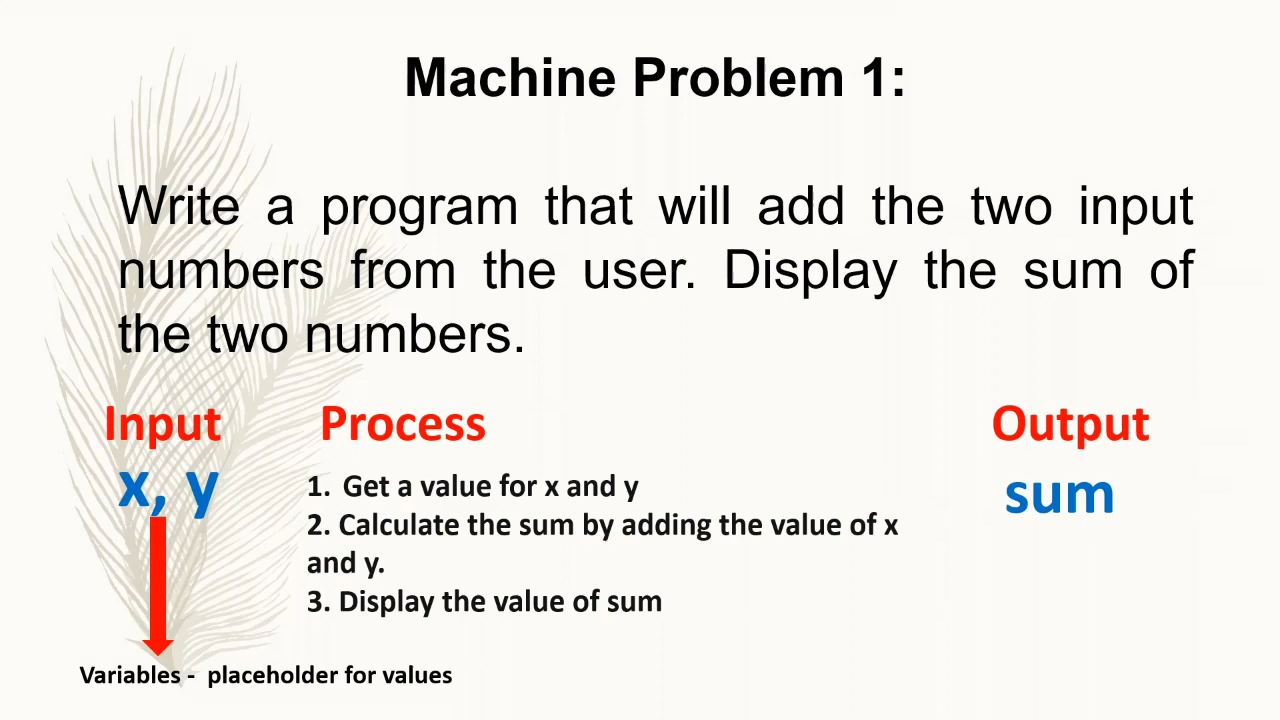 Machine Problem 1:
Write a program that will add the two input
numbers from the user. Display the sum of
the two numbers.
Input
Process
Output
x, y
sum
1. Get a value for x and y
2. Calculate the sum by adding the value of x
and y.
3. Display the value of sum
Variables - placeholder for values